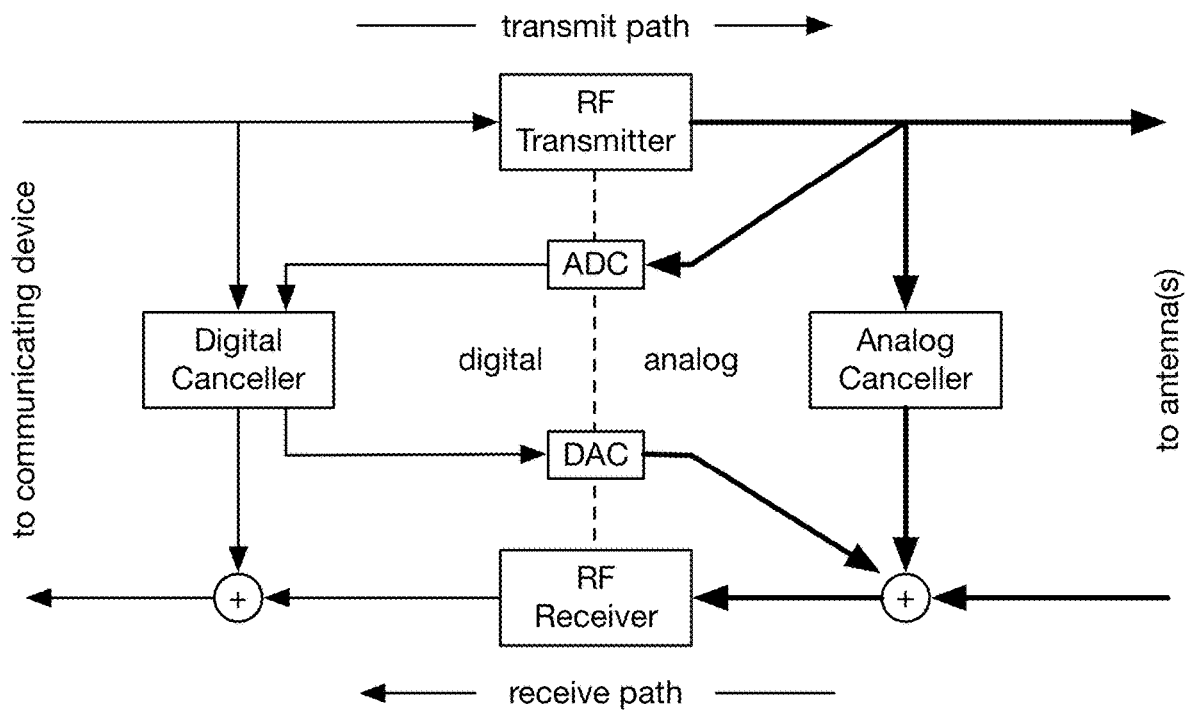 transmit path
RF
Transmitter
ADC
to communicating device
Digital
Canceller
digital
analog
Analog
Canceller
to antenna(s)
DAC
+
RF
Receiver
+
receive path